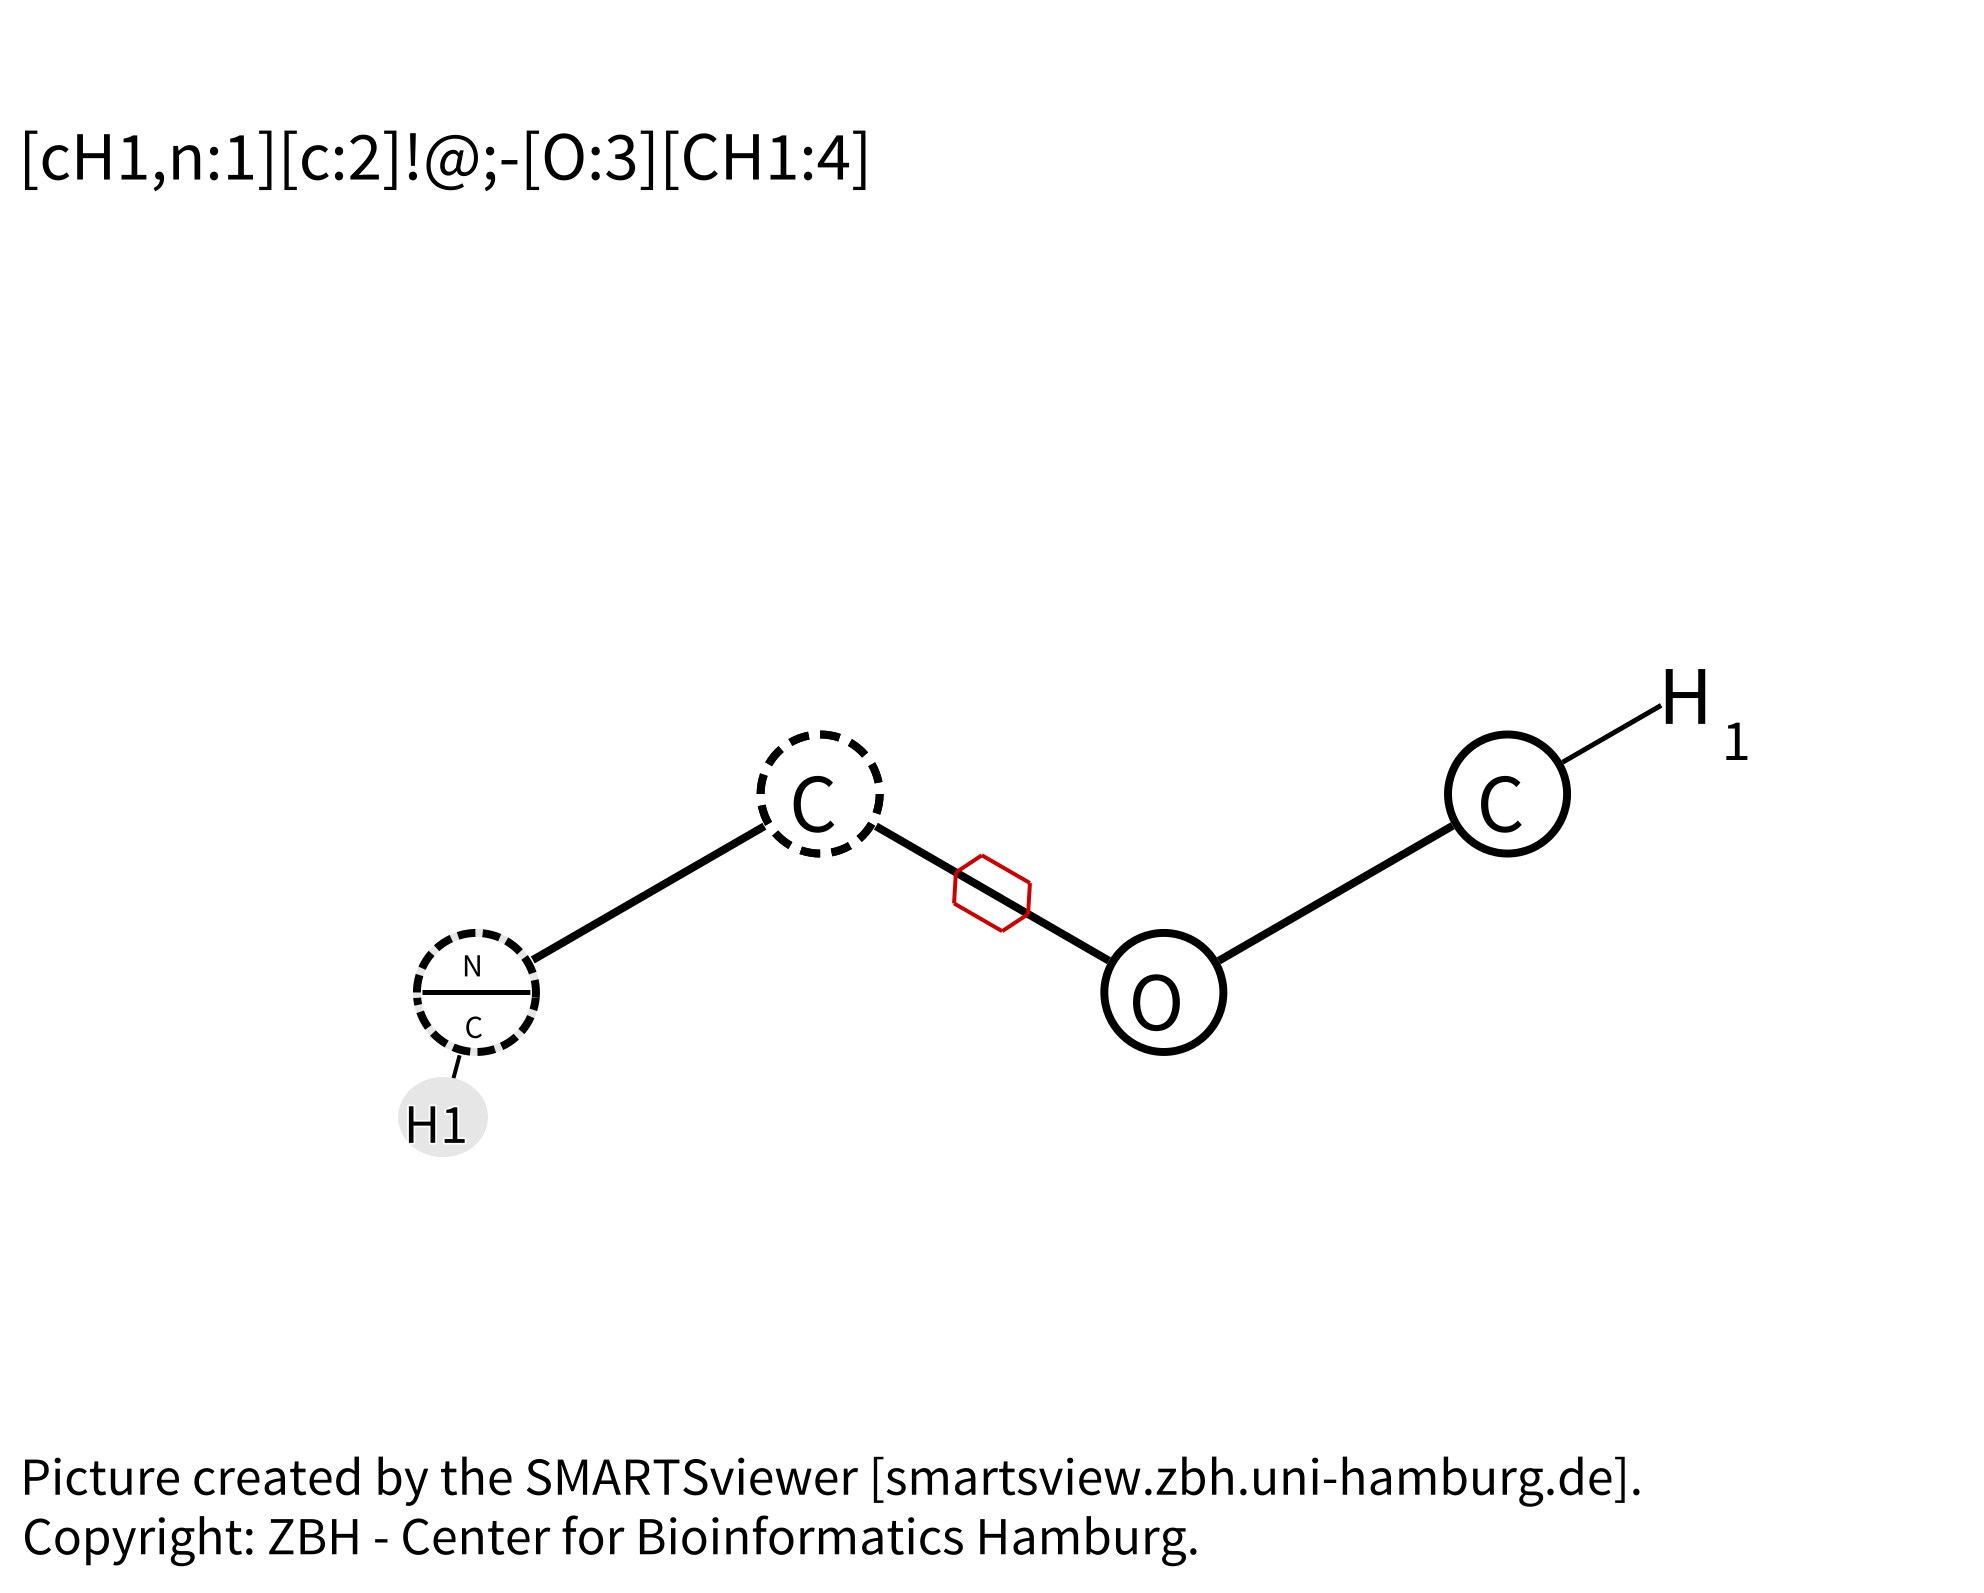 [cH1,n:1][c:2]!@;-[O:3][CH1:4]
H
1
C
C
N
C
O
H1
Picture created by the SMARTSviewer [smartsview.zbh.uni-hamburg.de].
Copyright: ZBH - Center for Bioinformatics Hamburg.